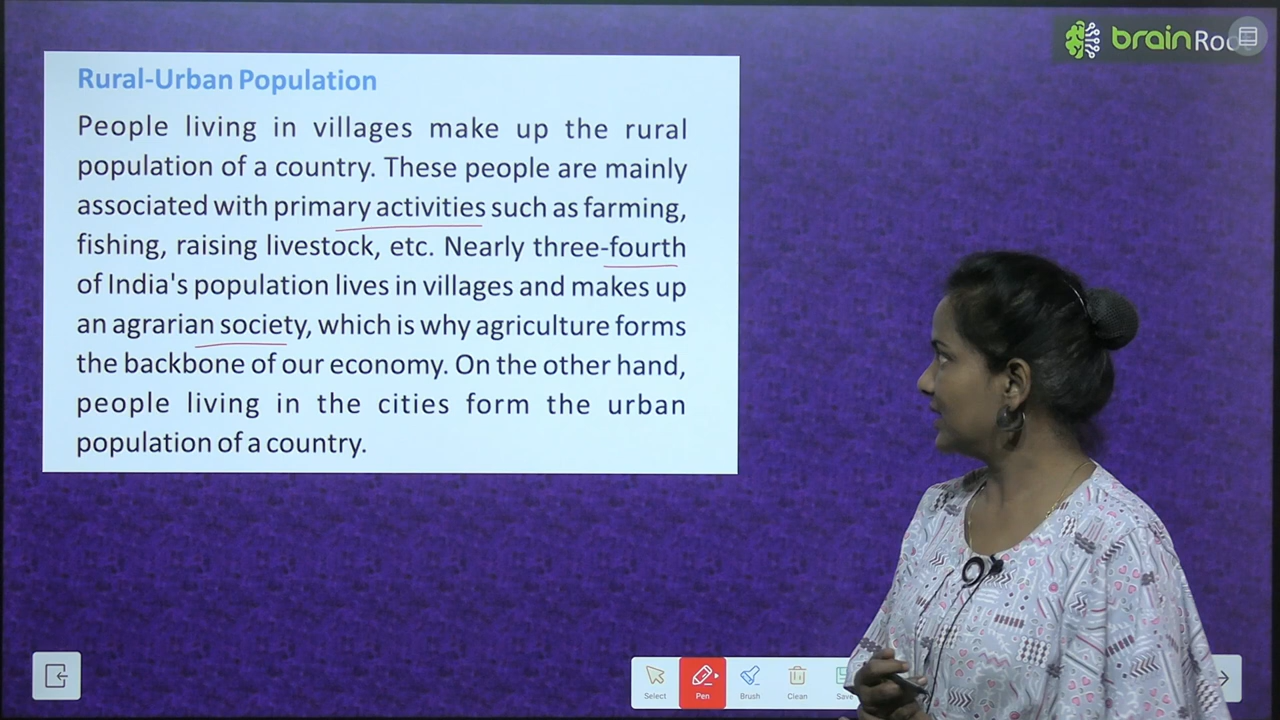 brainRoo
Rural-Urban Population
People living in villages make up the rural
population of a country. These people are mainly
associated with primary activities such as farming,
fishing, raising livestock, etc. Nearly three-fourth
of India's population lives in villages and makes up
an agrarian society, which is why agriculture forms
the backbone of our economy. On the other hand,
people living in the cities form the urban
population of a country.
Select
Pen
Brush
Clean
Save